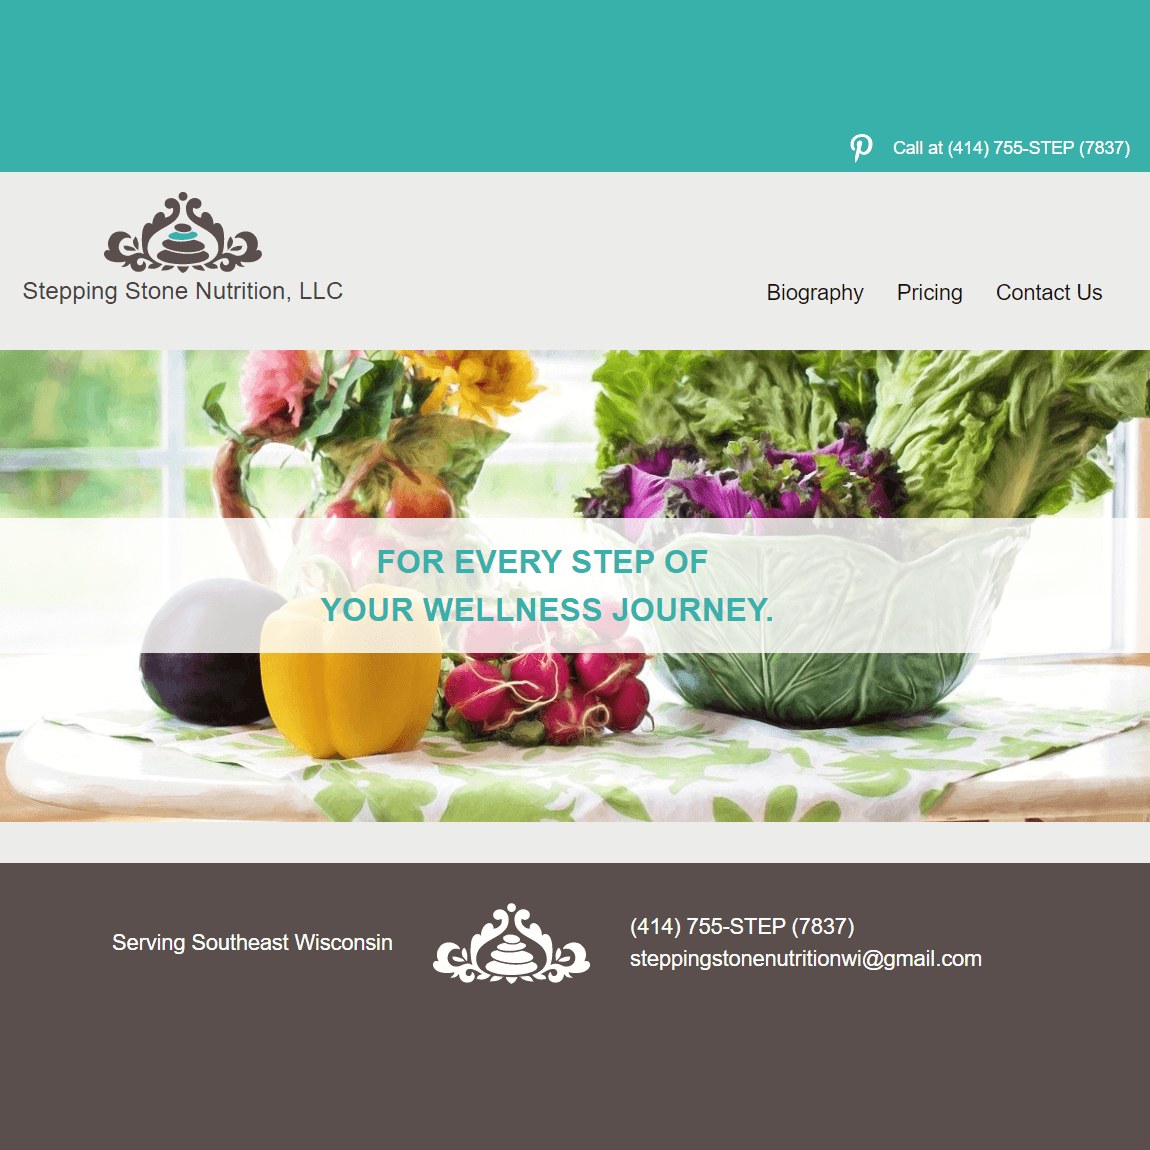 Call at (414) 755-STEP (7837)
Stepping Stone Nutrition, LLC
Biography
Pricing
Contact Us
FOR EVERY STEP OF
YOUR WELLNESS JOURNEY.
Serving Southeast Wisconsin
(414) 755-STEP (7837)
steppingstonenutritionwi@gmail.com